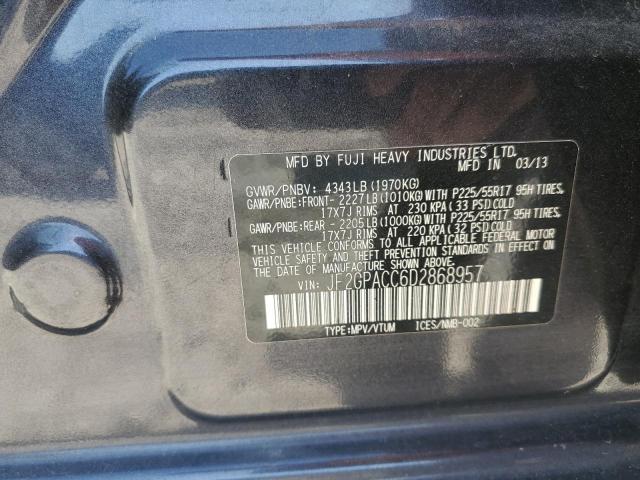 MFD BY FUJI HEAVY INDUSTRIES LTD.
MFD IN 03/13
GVWR/PNBV: 4343LB(1970KG)
GAWR/PNBE:FRONT- 2227LB(1010KG)WITH P225/55R17 95H TIRES,
17X7J RIMS AT 230 KPA(33 PSI)COLD
GAWR/PNBE:REAR - 2205LB(1000KG)WITH P225/55R17 95H TIRES,
17X7J RIMS AT 220 KPA(32 PSI)COLD
THIS VEHICLE CONFORMS TO ALL APPLICABLE FEDERAL MOTOR
VEHICLE SAFETY AND THEFT PREVENTION STANDARDS IN EFFECT
ON THE DATE OF MANUFACTURE SHOWN ABOVE.
VIN: JF2GPACC6D2868957
TYPE:MPV/VTUM ICES/NMB-002